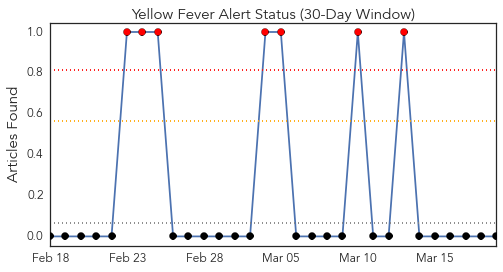 Yellow Fever Alert Status (30-Day Window)
Articles Found
1.0
0.8
0.6
0.4
0.2
0.0
Feb 18 Feb 23 Feb 28 Mar 05 Mar 10 Mar 15